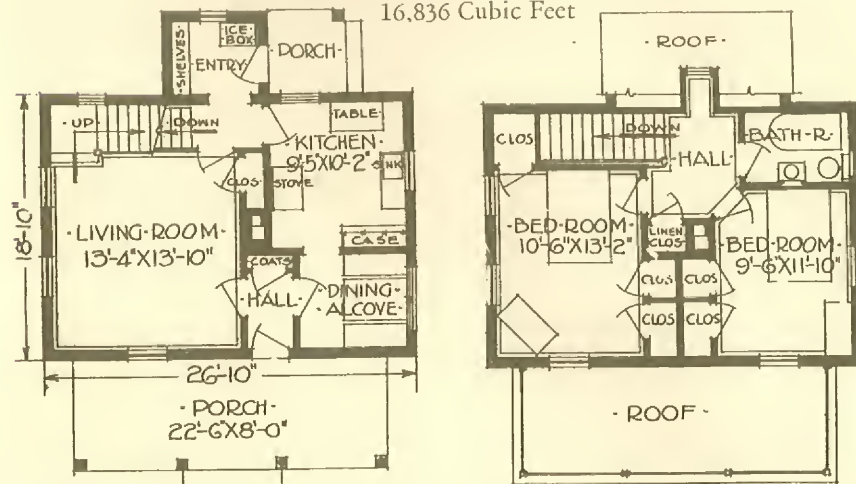 16,836 Cubic Feet
ICE
BOX
SHELVES
ENTRY
PORCH
UP
DOWN
TABLE
KITCHEN
9'-5"X10'-2"
CLOS
STOVE
LIVING-ROOM
13'-4"X13'-10"
CASE
COATS
HALL
DINING
ALCOVE
18'-10"
26'-10"
PORCH
22'-6"X8'-0"
ROOF
CLOS
DOWN
HALL
BATH-R.
BED-ROOM
10'-6"X13'-2"
LINEN
CLOS
BED-ROOM
9'-6"X11'-10"
CLOS
CLOS
CLOS
CLOS
ROOF